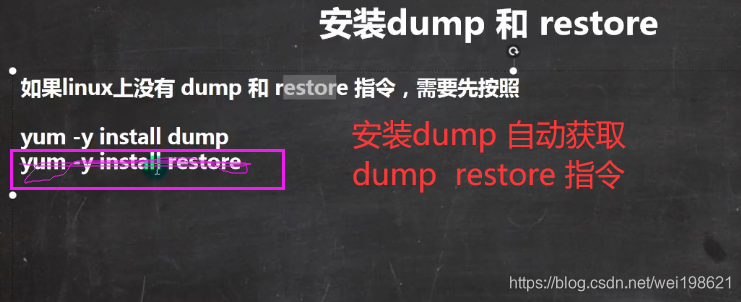 安装dump 和 restore
如果linux上没有 dump 和 restore 指令，需要先按照
yum -y install dump
yum -y install restore
安装dump 自动获取
dump restore 指令
https://blog.csdn.net/wei198621